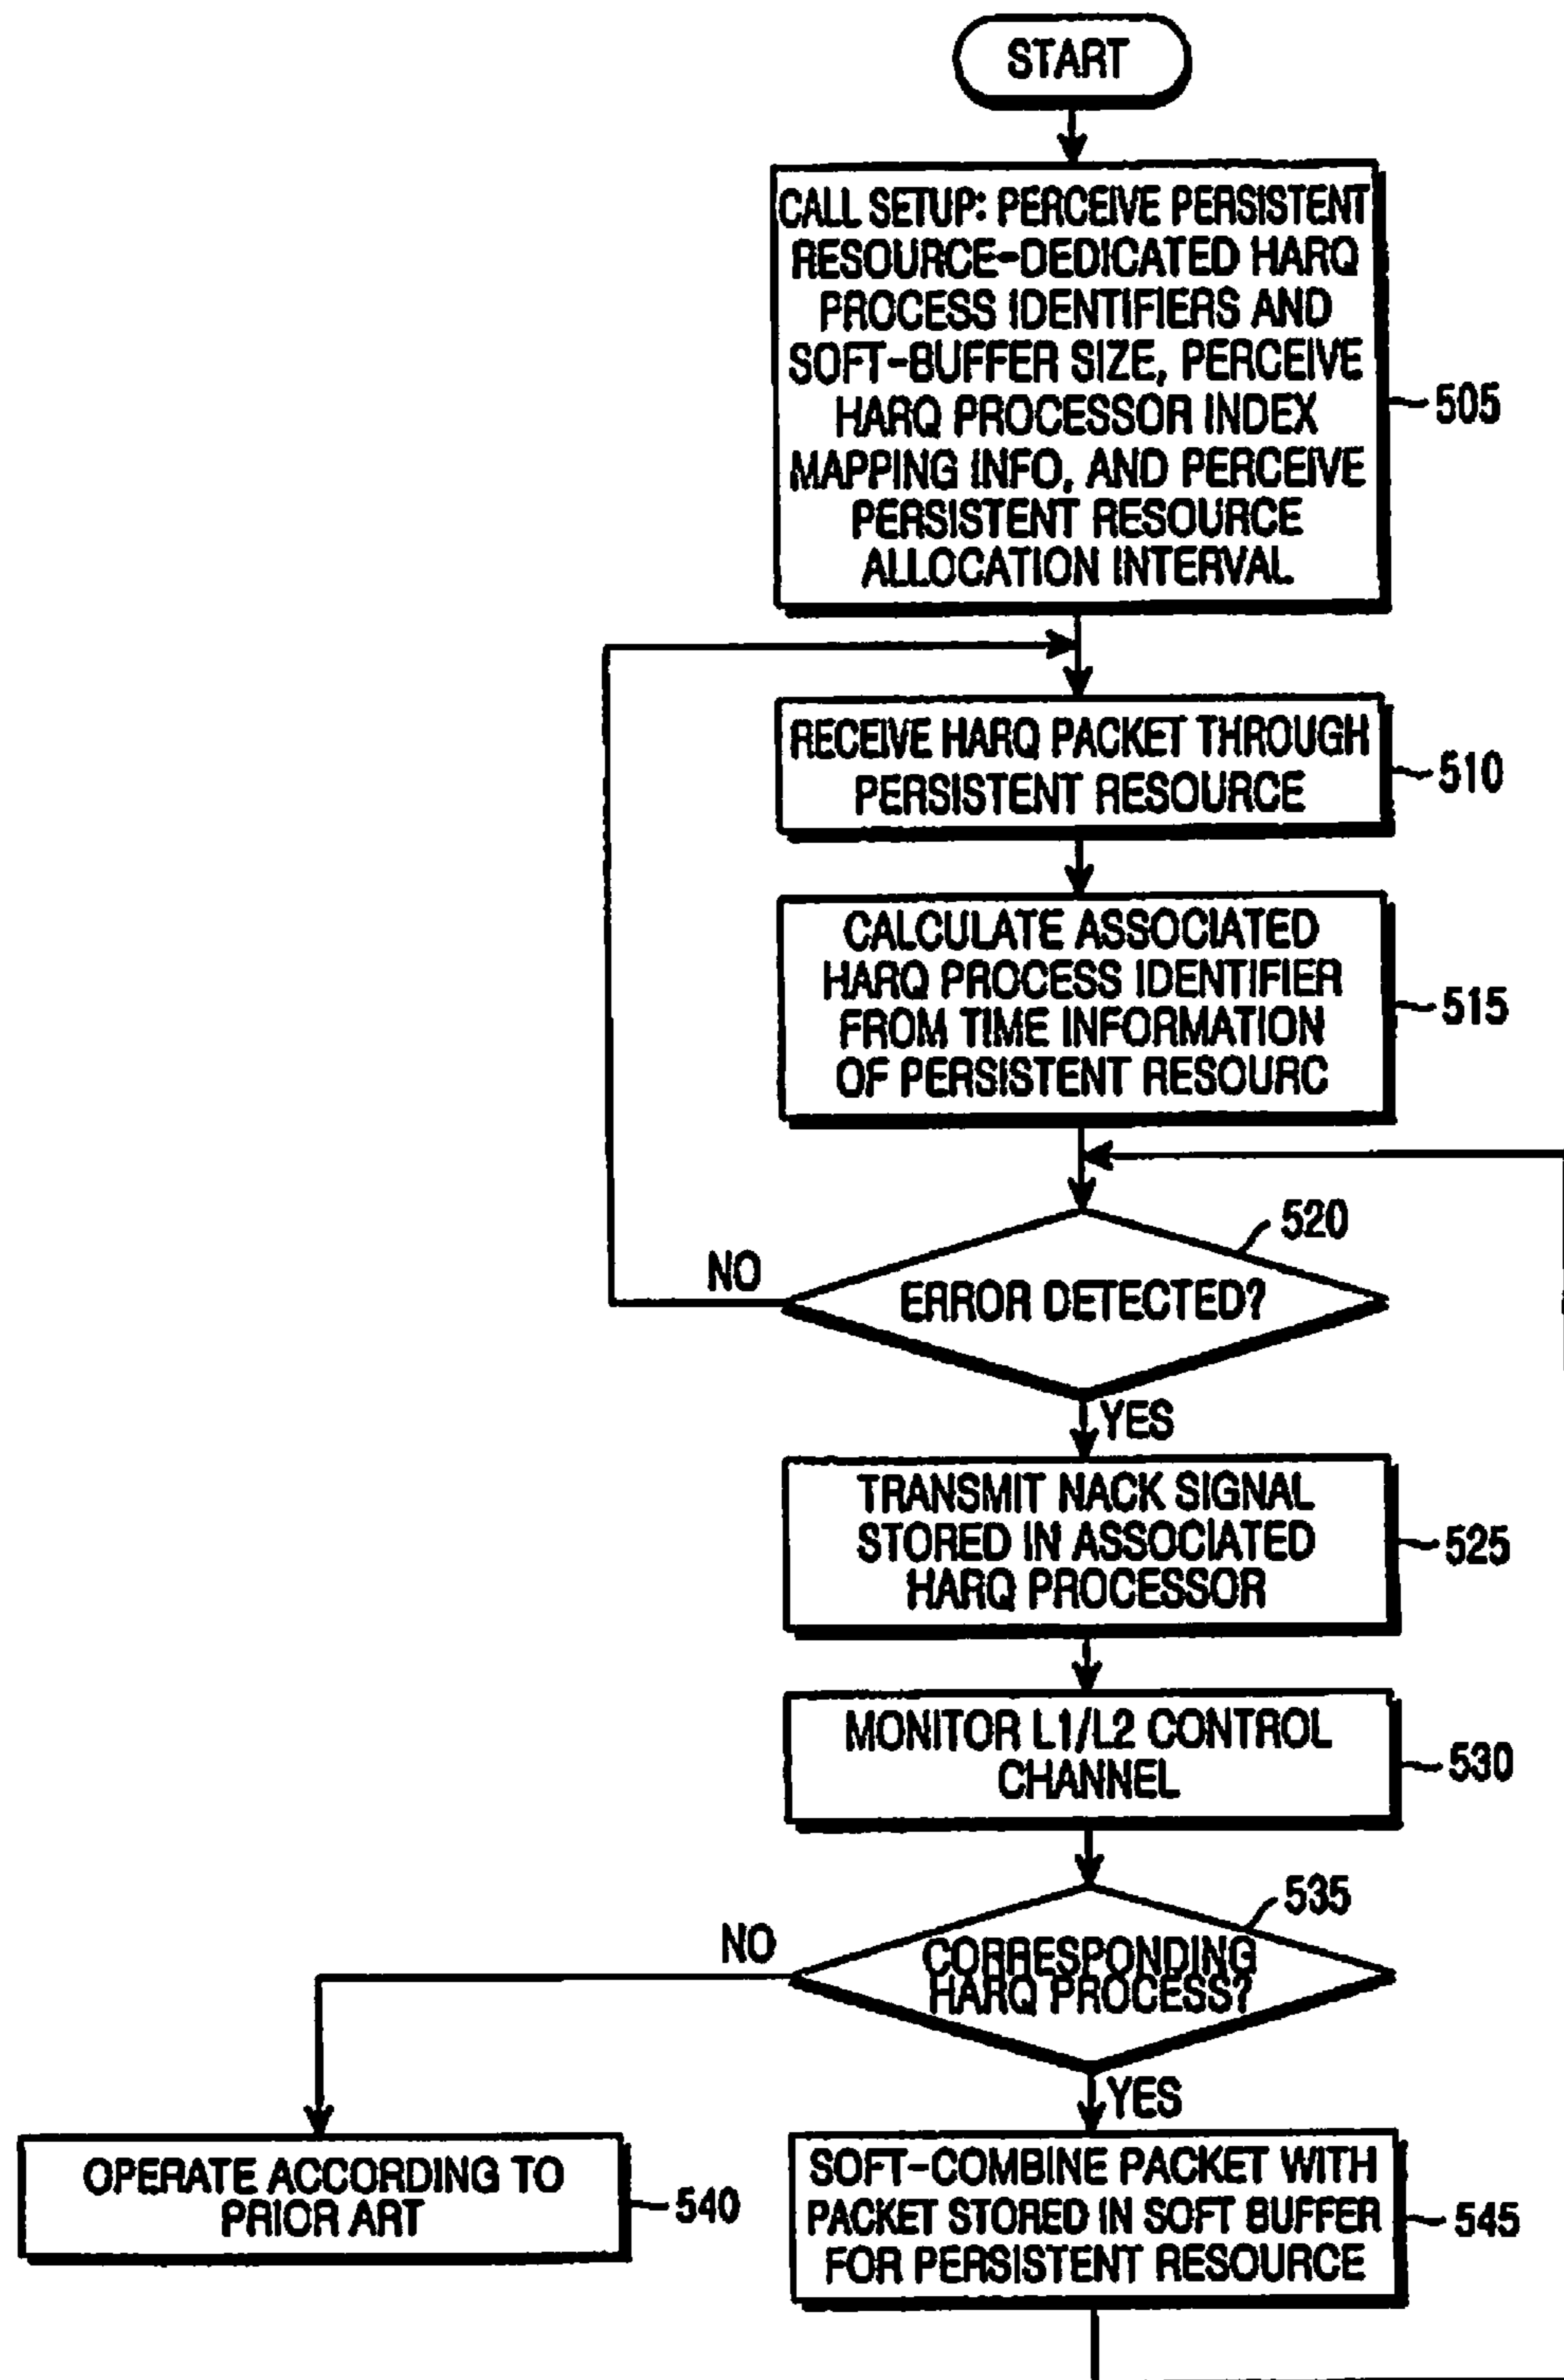 START
CALL SETUP: PERCEIVE PERSISTENT
RESOURCE-DEDICATED HARQ
PROCESS IDENTIFIERS AND
SOFT-BUFFER SIZE, PERCEIVE
HARQ PROCESSOR INDEX
MAPPING INFO, AND PERCEIVE
PERSISTENT RESOURCE
ALLOCATION INTERVAL
505
RECEIVE HARQ PACKET THROUGH
PERSISTENT RESOURCE
510
CALCULATE ASSOCIATED
HARQ PROCESS IDENTIFIER
FROM TIME INFORMATION
OF PERSISTENT RESOURC
515
520
NO
ERROR DETECTED?
YES
TRANSMIT NACK SIGNAL
STORED IN ASSOCIATED
HARQ PROCESSOR
525
MONITOR L1/L2 CONTROL
CHANNEL
530
535
NO
CORRESPONDING
HARQ PROCESS?
YES
OPERATE ACCORDING TO
PRIOR ART
540
SOFT-COMBINE PACKET WITH
PACKET STORED IN SOFT BUFFER
FOR PERSISTENT RESOURCE
545